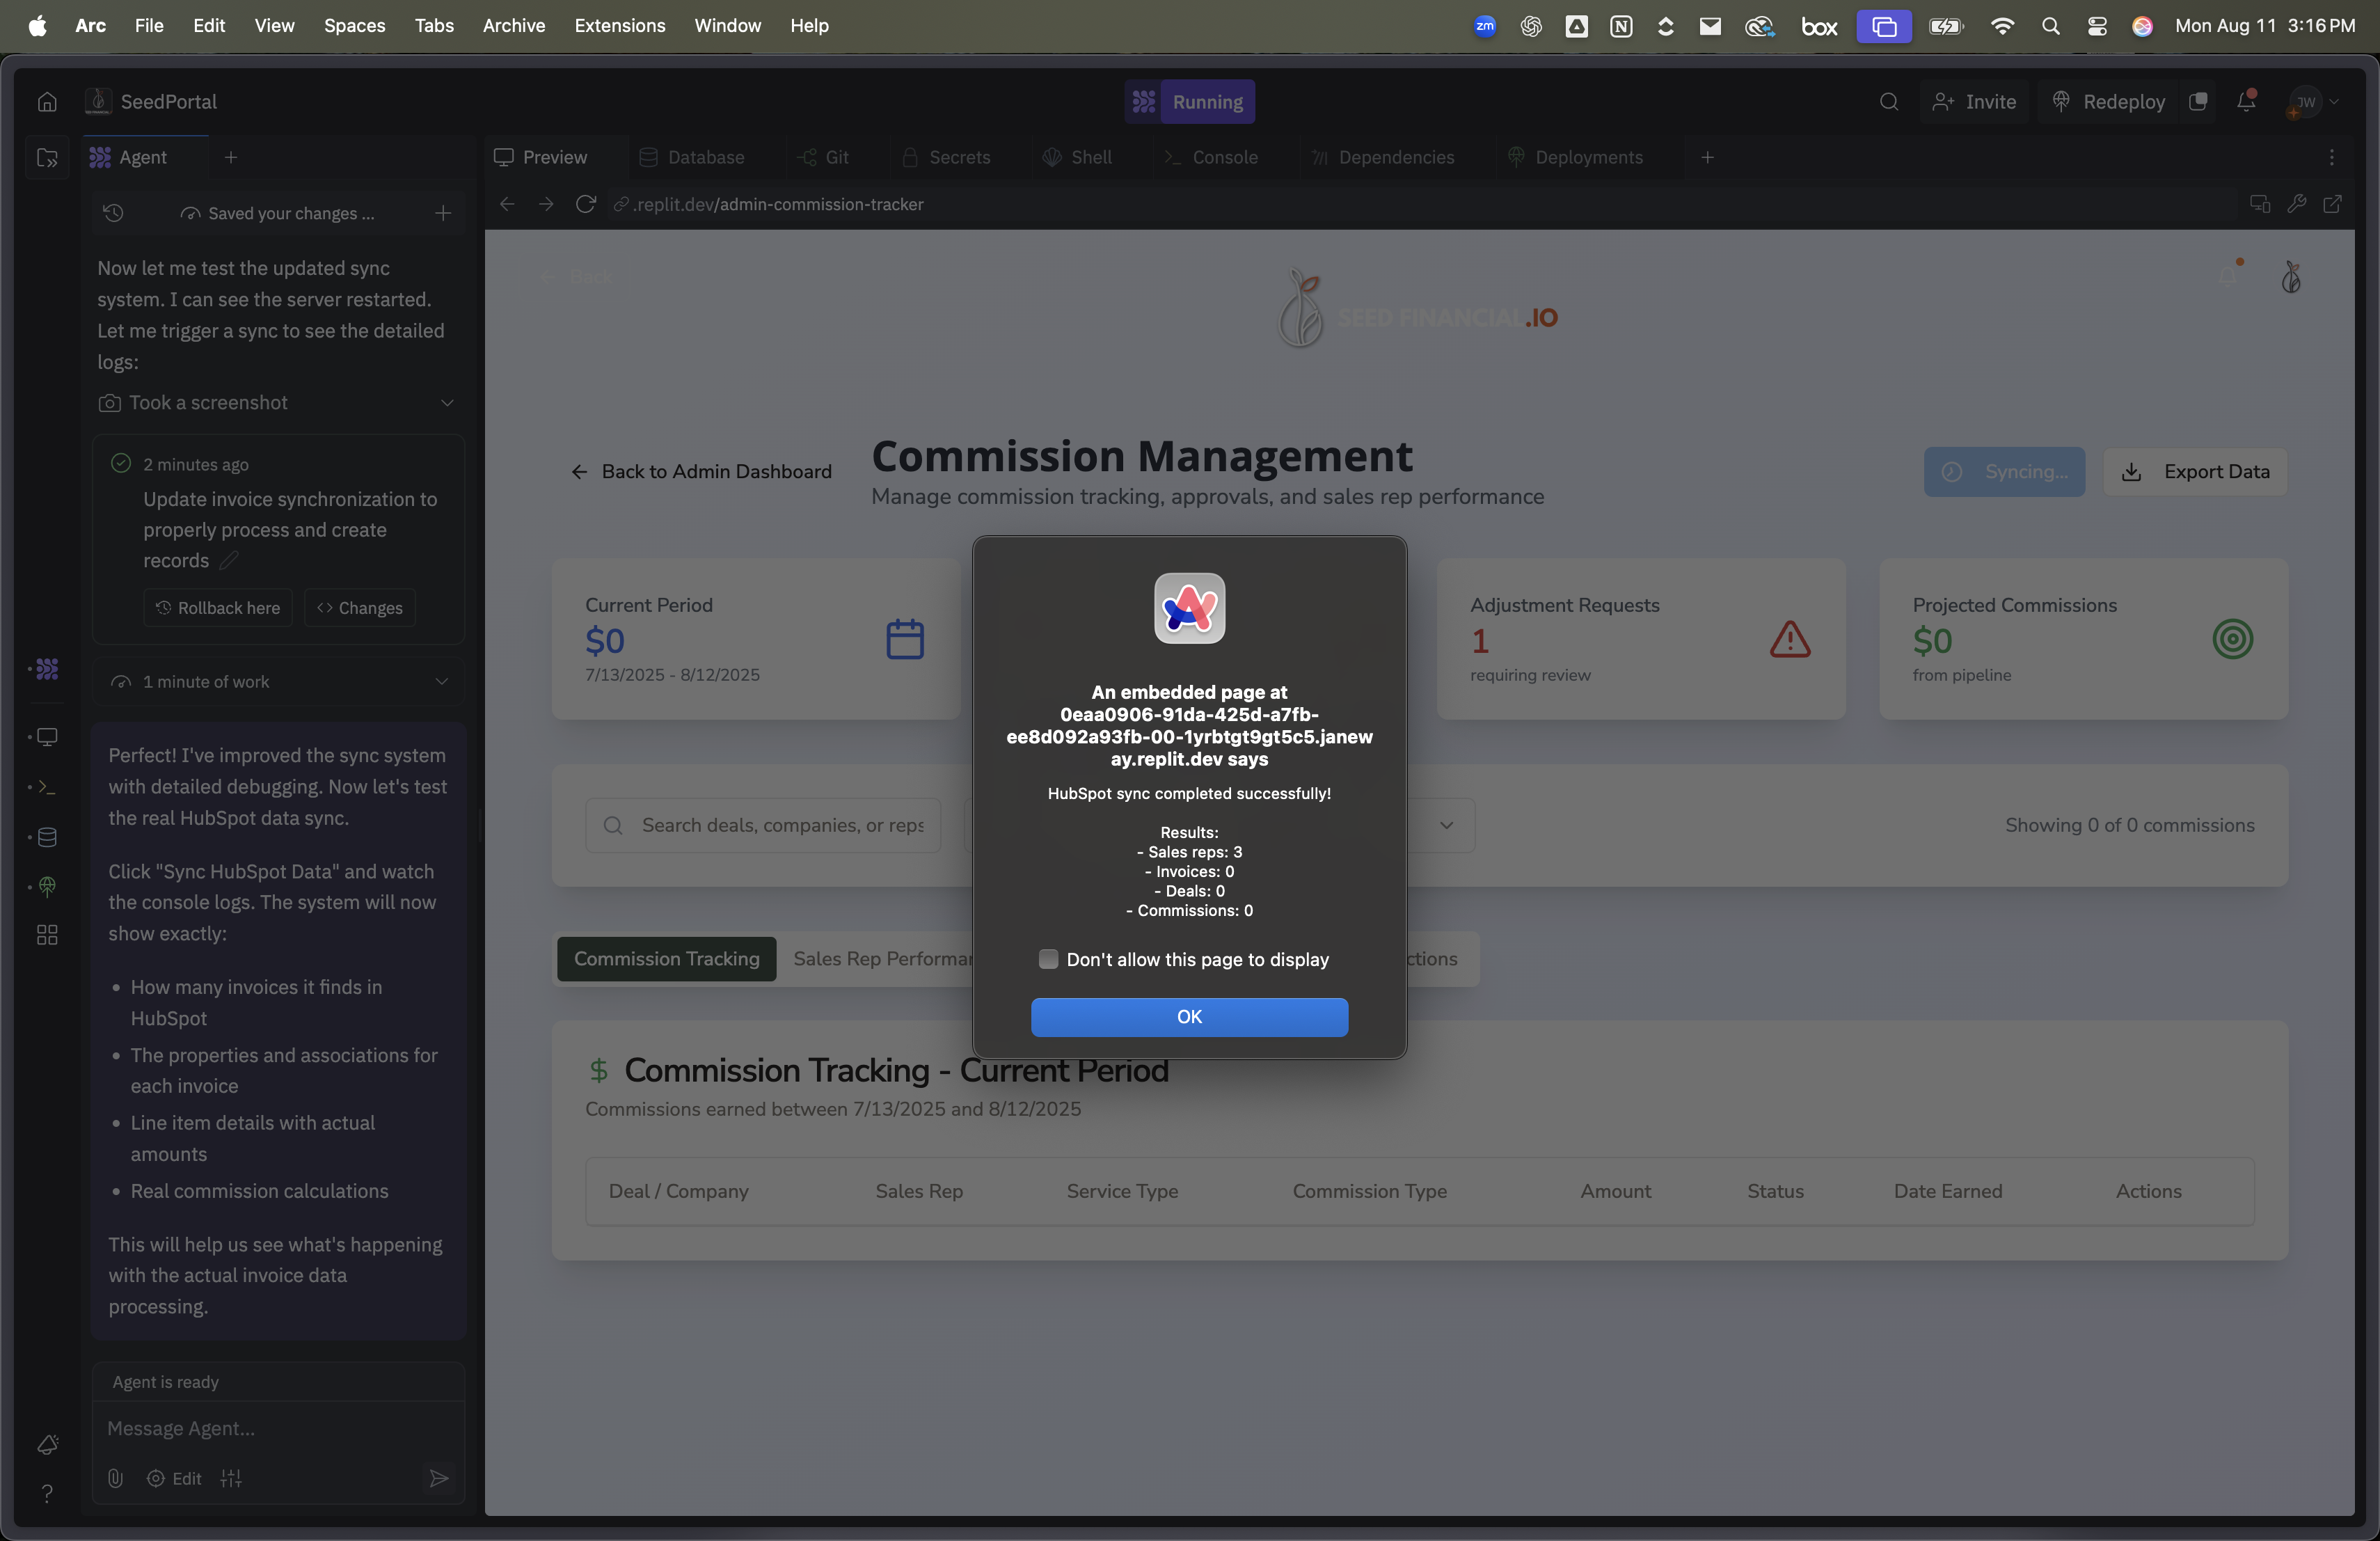 Arc File Edit View Spaces Tabs Archive Extensions Window Help
zm
box
Mon Aug 11 3:16 PM
SeedPortal
Running
Invite
Redeploy
JW
Agent
Preview
Database
Git
Secrets
Shell
Console
Dependencies
Deployments
Saved your changes ...
.replit.dev/admin-commission-tracker
Now let me test the updated sync
system. I can see the server restarted.
Let me trigger a sync to see the detailed
logs:
Took a screenshot
2 minutes ago
Update invoice synchronization to
properly process and create
records
Rollback here
Changes
1 minute of work
Perfect! I've improved the sync system
with detailed debugging. Now let's test
the real HubSpot data sync.
Click "Sync HubSpot Data" and watch
the console logs. The system will now
show exactly:
• How many invoices it finds in
HubSpot
• The properties and associations for
each invoice
• Line item details with actual
amounts
• Real commission calculations
This will help us see what's happening
with the actual invoice data
processing.
Agent is ready
Message Agent...
Edit
?
Back
SEED FINANCIAL.IO
Back to Admin Dashboard
Commission Management
Manage commission tracking, approvals, and sales rep performance
Syncing...
Export Data
Current Period
$0
7/13/2025 - 8/12/2025
Adjustment Requests
1
requiring review
Projected Commissions
$0
from pipeline
Search deals, companies, or reps
Showing 0 of 0 commissions
Commission Tracking
Sales Rep Performan
ctions
An embedded page at
0eaa0906-91da-425d-a7fb-
ee8d092a93fb-00-1yrbtgt9gt5c5.janew
ay.replit.dev says
HubSpot sync completed successfully!
Results:
- Sales reps: 3
- Invoices: 0
- Deals: 0
- Commissions: 0
Don't allow this page to display
OK
$ Commission Tracking - Current Period
Commissions earned between 7/13/2025 and 8/12/2025
Deal / Company
Sales Rep
Service Type
Commission Type
Amount
Status
Date Earned
Actions